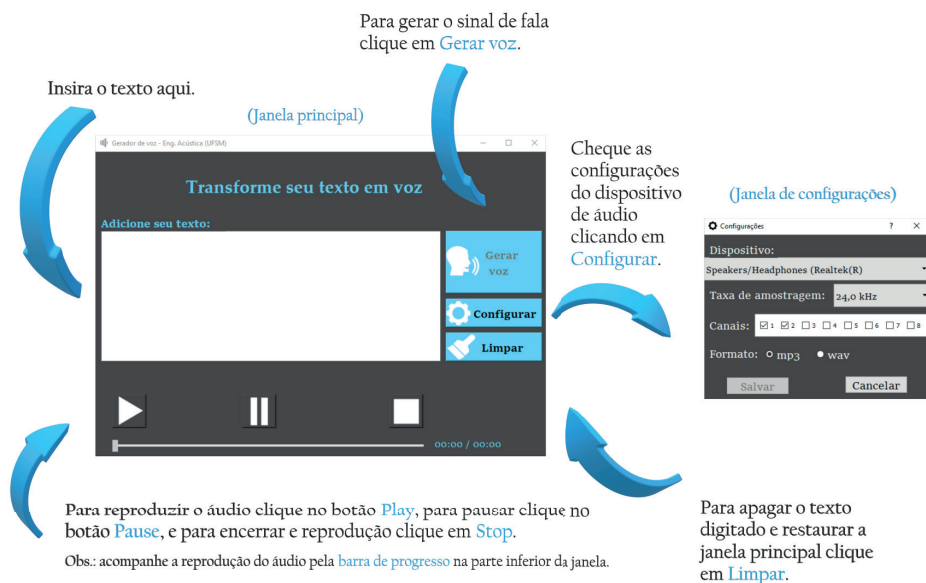 Para gerar o sinal de fala
clique em Gerar voz.
Insira o texto aqui.
(Janela principal)
Gerador de voz - Eng. Acústica (UFSM)
Transforme seu texto em voz
Adicione seu texto:
Gerar
voz
Configurar
Limpar
00:00 / 00:00
Cheque as
configurações
do dispositivo
de áudio
clicando em
Configurar.
(Janela de configurações)
Configurações ?
Dispositivo:
Speakers/Headphones (Realtek(R)
Taxa de amostragem: 24,0 kHz
Canais: 1 2 3 4 5 6 7 8
Formato: mp3 wav
Salvar Cancelar
Para reproduzir o áudio clique no botão Play, para pausar clique no
botão Pause, e para encerrar e reprodução clique em Stop.
Obs.: acompanhe a reprodução do áudio pela barra de progresso na parte inferior da janela.
Para apagar o texto
digitado e restaurar a
janela principal clique
em Limpar.